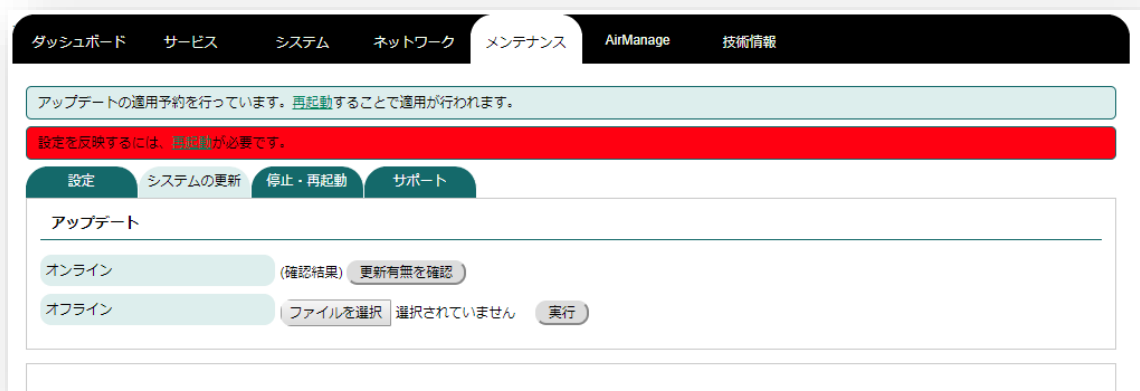 ダッシュボード サービス システム ネットワーク メンテナンス AirManage 技術情報
アップデートの適用予約を行っています。再起動することで適用が行われます。
設定を反映するには、再起動が必要です。
設定 システムの更新 停止・再起動 サポート
アップデート
オンライン (確認結果) 更新有無を確認
オフライン ファイルを選択 選択されていません 実行